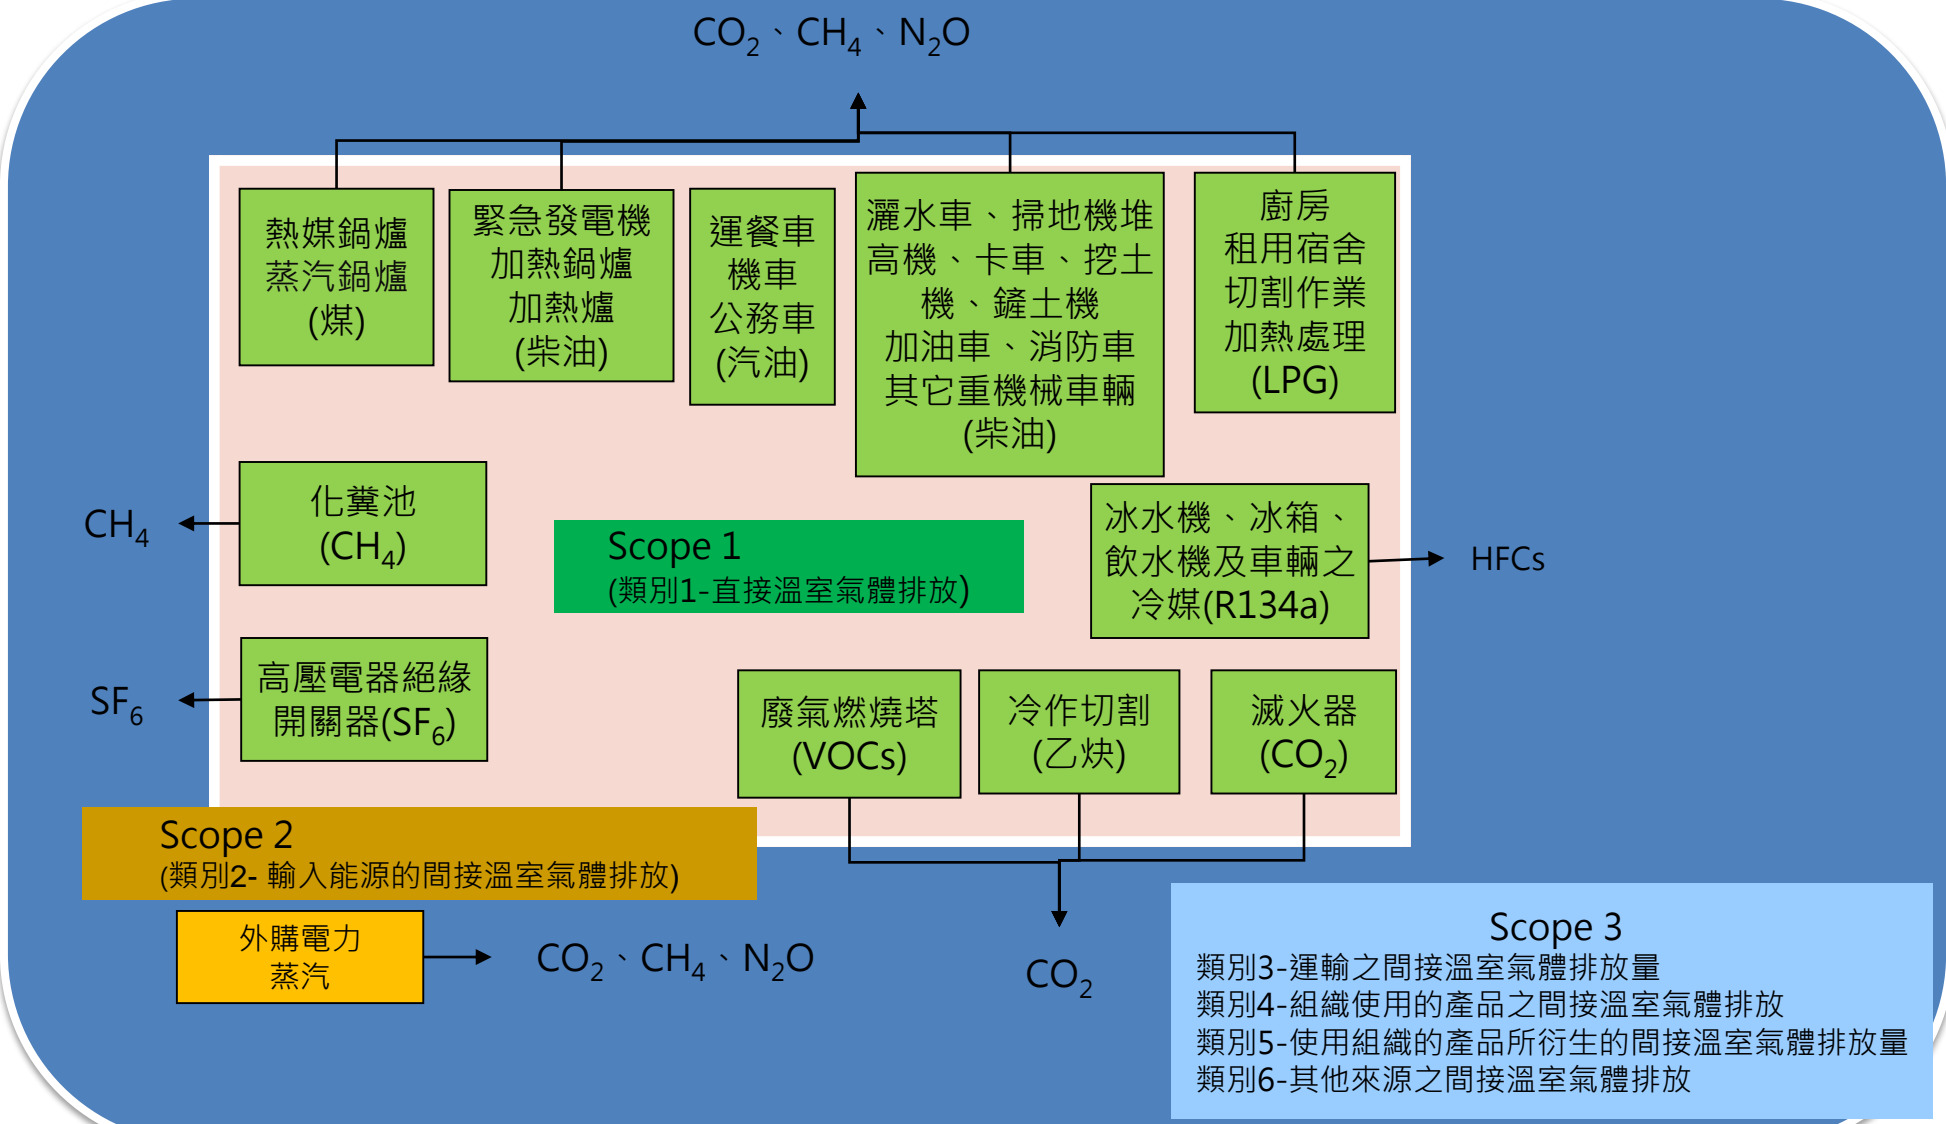 CO₂、CH₄、N₂O
熱媒鍋爐
蒸汽鍋爐
(煤)
緊急發電機
加熱鍋爐
加熱爐
(柴油)
運餐車
機車
公務車
(汽油)
灑水車、掃地機堆
高機、卡車、挖土
機、鏟土機
加油車、消防車
其它重機械車輛
(柴油)
廚房
租用宿舍
切割作業
加熱處理
(LPG)
CH₄
化糞池
(CH₄)
Scope 1
(類別1-直接溫室氣體排放)
冰水機、冰箱、
飲水機及車輛之
冷媒(R134a)
HFCs
SF₆
高壓電器絕緣
開關器(SF₆)
廢氣燃燒塔
(VOCs)
冷作切割
(乙炔)
滅火器
(CO₂)
Scope 2
(類別2- 輸入能源的間接溫室氣體排放)
外購電力
蒸汽
CO₂、CH₄、N₂O
CO₂
Scope 3
類別3-運輸之間接溫室氣體排放量
類別4-組織使用的產品之間接溫室氣體排放
類別5-使用組織的產品所衍生的間接溫室氣體排放量
類別6-其他來源之間接溫室氣體排放